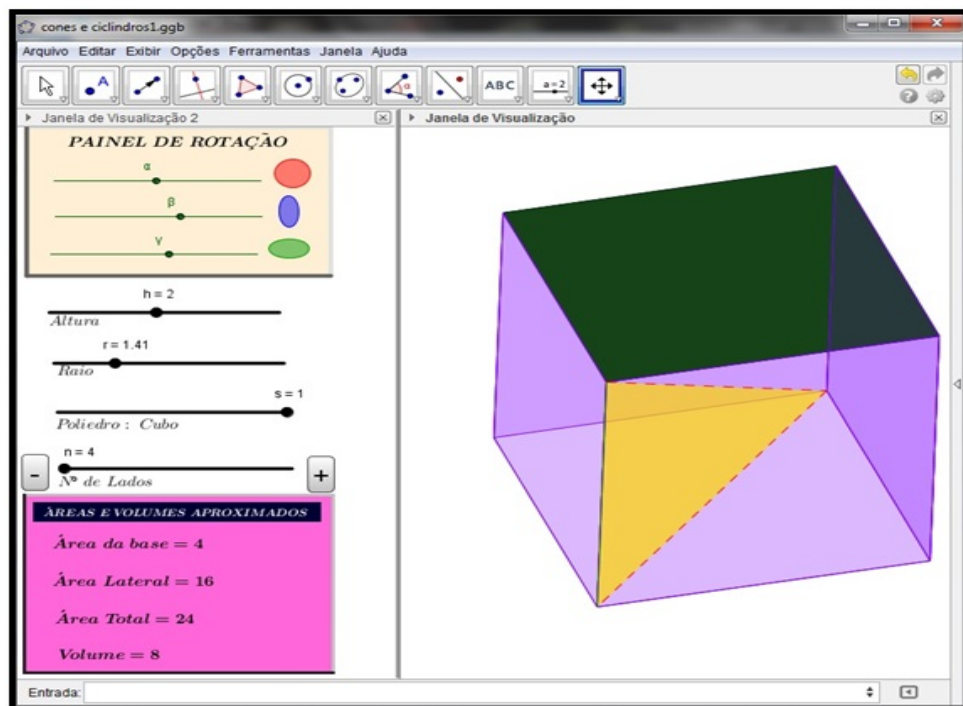 cones e ciclindros1.ggb
Arquivo Editar Exibir Opções Ferramentas Janela Ajuda
A
α
ABC
a=2
Janela de Visualização 2
Janela de Visualização
PAINEL DE ROTAÇÃO
α
β
γ
h = 2
Altura
r = 1.41
Raio
s = 1
Poliedro : Cubo
n = 4
-
+
Nº de Lados
ÀREAS E VOLUMES APROXIMADOS
Área da base = 4
Área Lateral = 16
Área Total = 24
Volume = 8
Entrada: